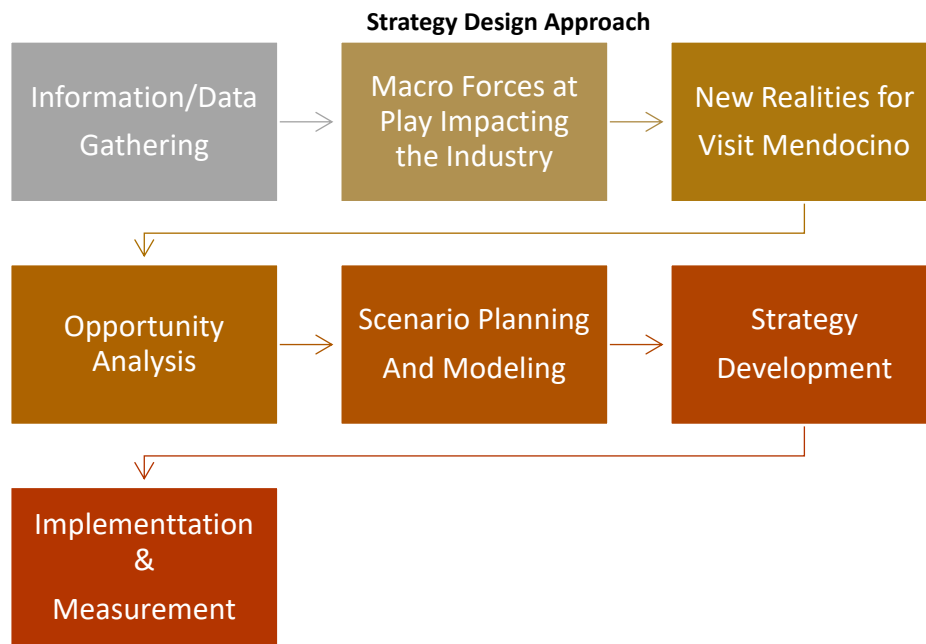 Strategy Design Approach
Information/Data
Gathering
Macro Forces at
Play Impacting
the Industry
New Realities for
Visit Mendocino
Opportunity
Analysis
Scenario Planning
And Modeling
Strategy
Development
Implementtation
&
Measurement